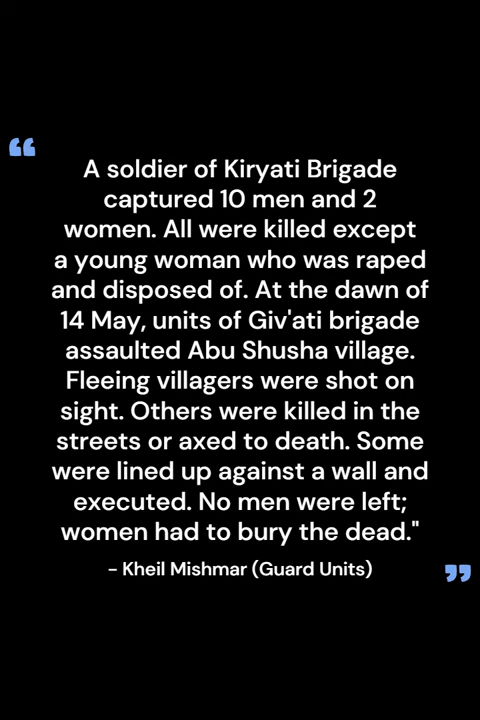 “
A soldier of Kiryati Brigade
captured 10 men and 2
women. All were killed except
a young woman who was raped
and disposed of. At the dawn of
14 May, units of Giv'ati brigade
assaulted Abu Shusha village.
Fleeing villagers were shot on
sight. Others were killed in the
streets or axed to death. Some
were lined up against a wall and
executed. No men were left;
women had to bury the dead."
– Kheil Mishmar (Guard Units)
”